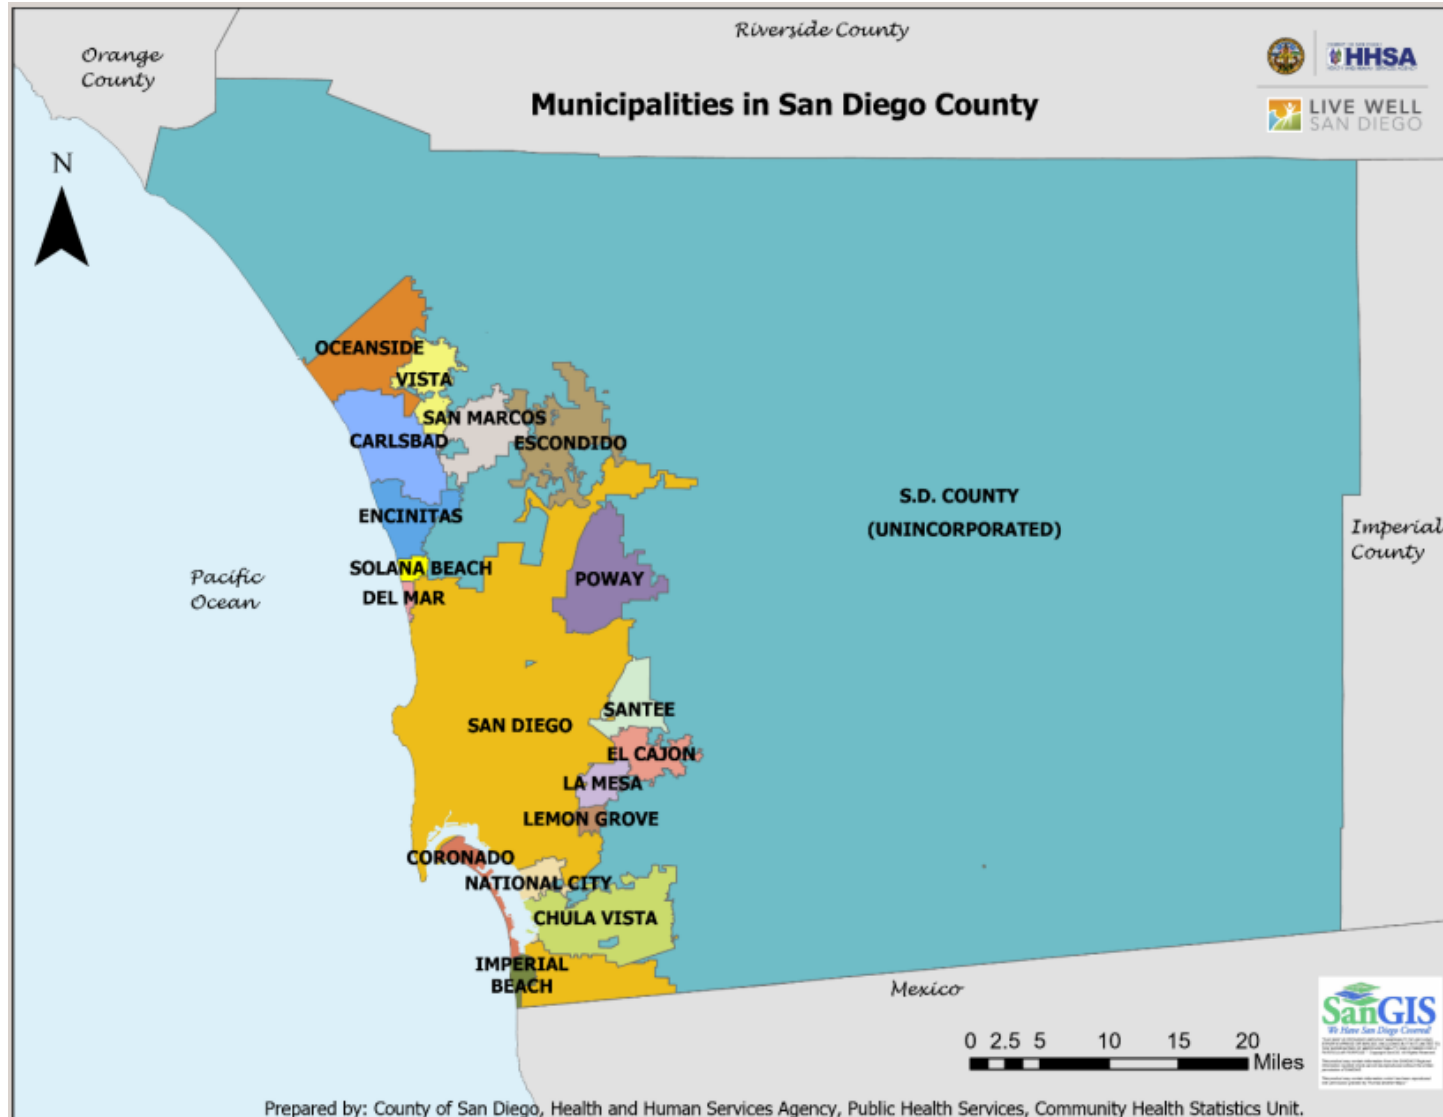 Riverside County
Orange
County
HHSA
Municipalities in San Diego County
LIVE WELL
SAN DIEGO
N
OCEANSIDE
VISTA
SAN MARCOS
CARLSBAD
ESCONDIDO
S.D. COUNTY
(UNINCORPORATED)
ENCINITAS
Imperial
County
SOLANA BEACH
Pacific
Ocean
POWAY
DEL MAR
SANTEE
SAN DIEGO
EL CAJON
LA MESA
LEMON GROVE
CORONADO
NATIONAL CITY
CHULA VISTA
IMPERIAL
BEACH
Mexico
SanGIS
We Have San Diego Covered!
0 2.5 5 10 15 20
Miles
Prepared by: County of San Diego, Health and Human Services Agency, Public Health Services, Community Health Statistics Unit.